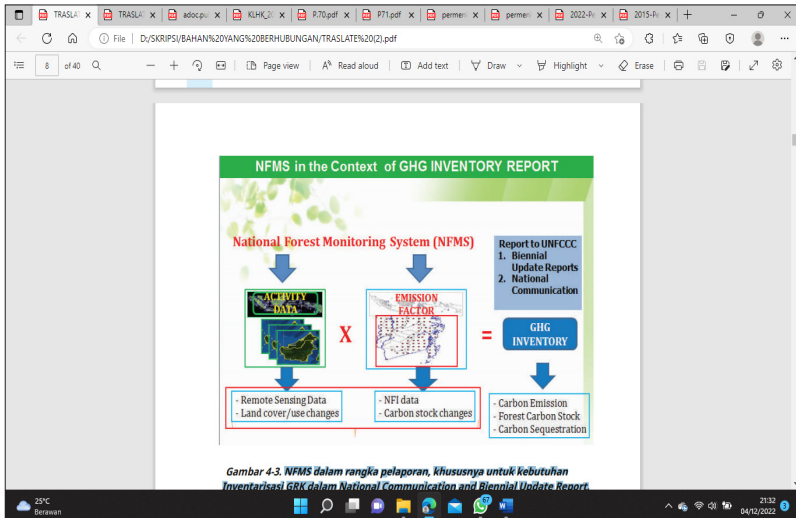 TRASLAT
TRASLAT
adoc.pu
KLHK_2(
P.70.pdf
P71.pdf
permen
permen
2022-Pe
2015-Pe
File
D:/SKRIPSI/BAHAN%20YANG%20BERHUBUNGAN/TRASLATE%20(2).pdf
8 of 40
Page view
Read aloud
Add text
Draw
Highlight
Erase
NFMS in the Context of GHG INVENTORY REPORT
National Forest Monitoring System (NFMS)
Report to UNFCCC
1. Biennial
Update Reports
2. National
Communication
ACTIVITY
DATA
X
EMISSION
FACTOR
=
GHG
INVENTORY
- Remote Sensing Data
- Land cover/use changes
- NFI data
- Carbon stock changes
- Carbon Emission
- Forest Carbon Stock
- Carbon Sequestration
Gambar 4-3. NFMS dalam rangka pelaporan, khususnya untuk kebutuhan
Inventarisasi GRK dalam National Communication and Biennial Update Report.
25°C
Berawan
67
21:32
04/12/2022
3